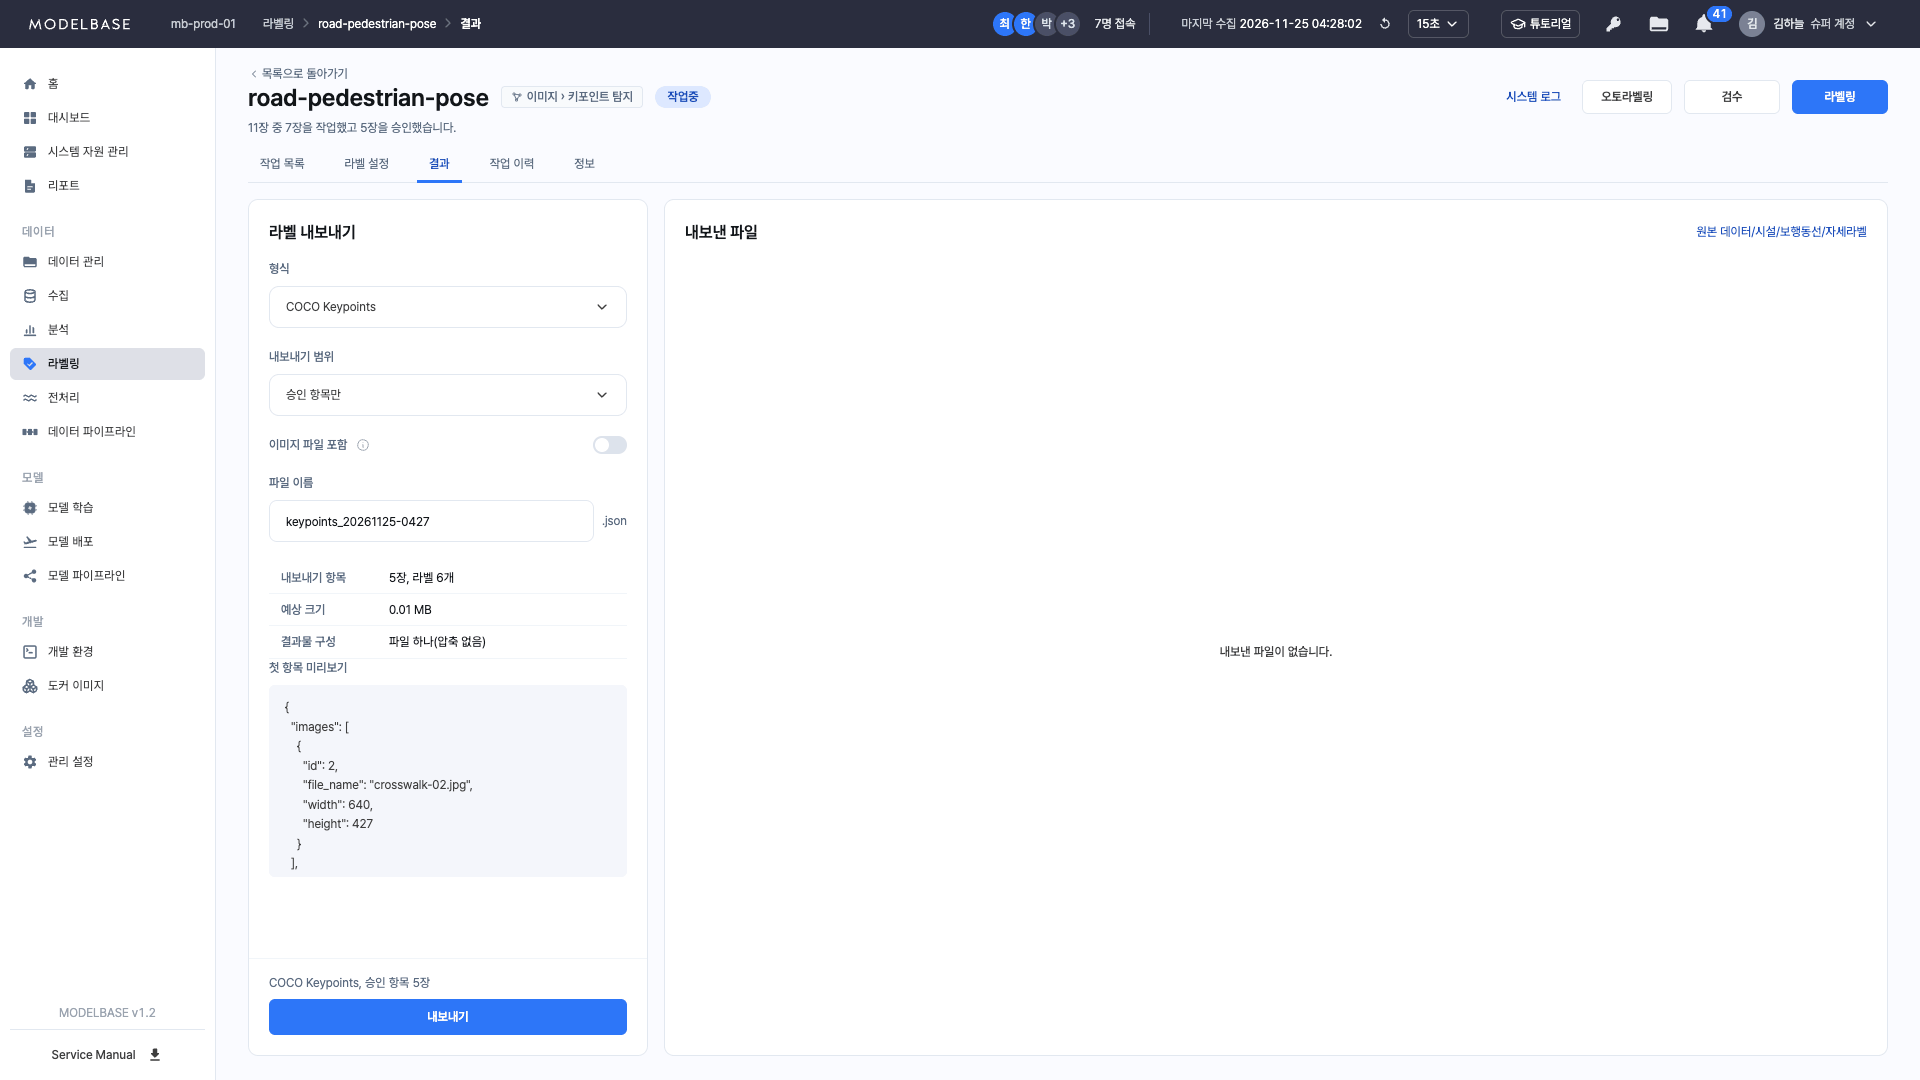 MODELBASE
mb-prod-01
라벨링 > road-pedestrian-pose > 결과
최 한 박 +3 7명 접속
마지막 수집 2026-11-25 04:28:02
15초
튜토리얼
41
김 김하늘 슈퍼 계정
홈
대시보드
시스템 자원 관리
리포트
데이터
데이터 관리
수집
분석
라벨링
전처리
데이터 파이프라인
모델
모델 학습
모델 배포
모델 파이프라인
개발
개발 환경
도커 이미지
설정
관리 설정
MODELBASE v1.2
Service Manual
목록으로 돌아가기
road-pedestrian-pose
이미지 › 키포인트 탐지
작업중
11장 중 7장을 작업했고 5장을 승인했습니다.
시스템 로그
오토라벨링
검수
라벨링
작업 목록
라벨 설정
결과
작업 이력
정보
라벨 내보내기
형식
COCO Keypoints
내보내기 범위
승인 항목만
이미지 파일 포함
파일 이름
keypoints_20261125-0427 .json
내보내기 항목 5장, 라벨 6개
예상 크기 0.01 MB
결과물 구성 파일 하나(압축 없음)
첫 항목 미리보기
{
"images": [
{
"id": 2,
"file_name": "crosswalk-02.jpg",
"width": 640,
"height": 427
}
],
COCO Keypoints, 승인 항목 5장
내보내기
내보낸 파일
원본 데이터/시설/보행동선/자세라벨
내보낸 파일이 없습니다.